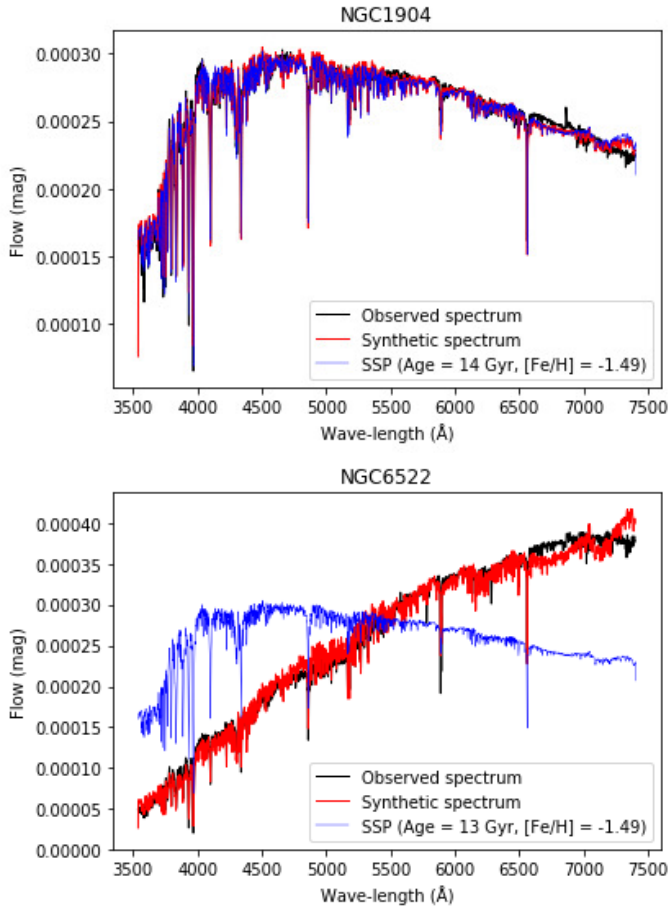 NGC1904
0.00030
0.00025
0.00020
0.00015
0.00010
Flow (mag)
Observed spectrum
Synthetic spectrum
SSP (Age = 14 Gyr, [Fe/H] = -1.49)
3500 4000 4500 5000 5500 6000 6500 7000 7500
Wave-length (Å)
NGC6522
0.00040
0.00035
0.00030
0.00025
0.00020
0.00015
0.00010
0.00005
0.00000
Flow (mag)
Observed spectrum
Synthetic spectrum
SSP (Age = 13 Gyr, [Fe/H] = -1.49)
3500 4000 4500 5000 5500 6000 6500 7000 7500
Wave-length (Å)